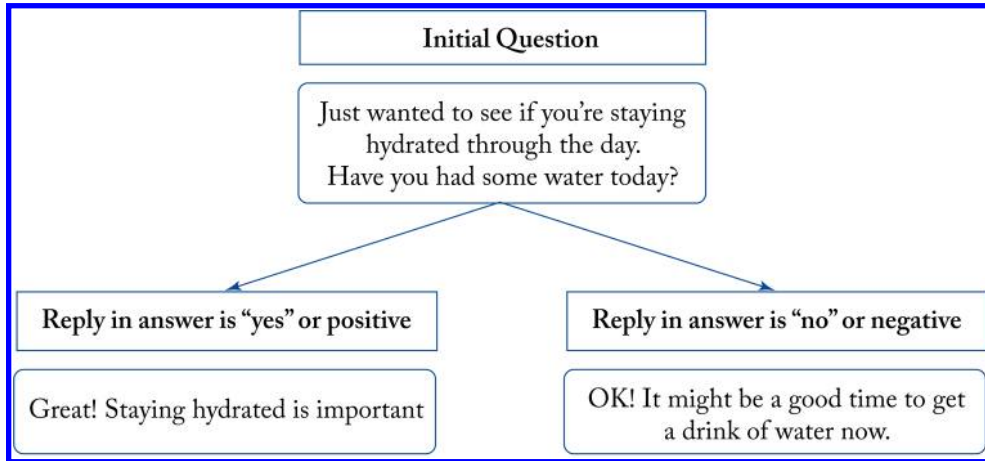 Initial Question
Just wanted to see if you’re staying
hydrated through the day.
Have you had some water today?
Reply in answer is “yes” or positive
Reply in answer is “no” or negative
Great! Staying hydrated is important
OK! It might be a good time to get
a drink of water now.